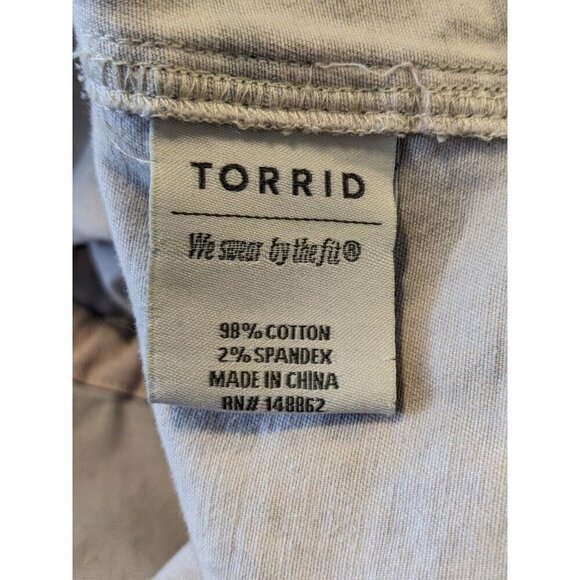 TORRID
We swear by the fit®
98% COTTON
2% SPANDEX
MADE IN CHINA
RN# 148862